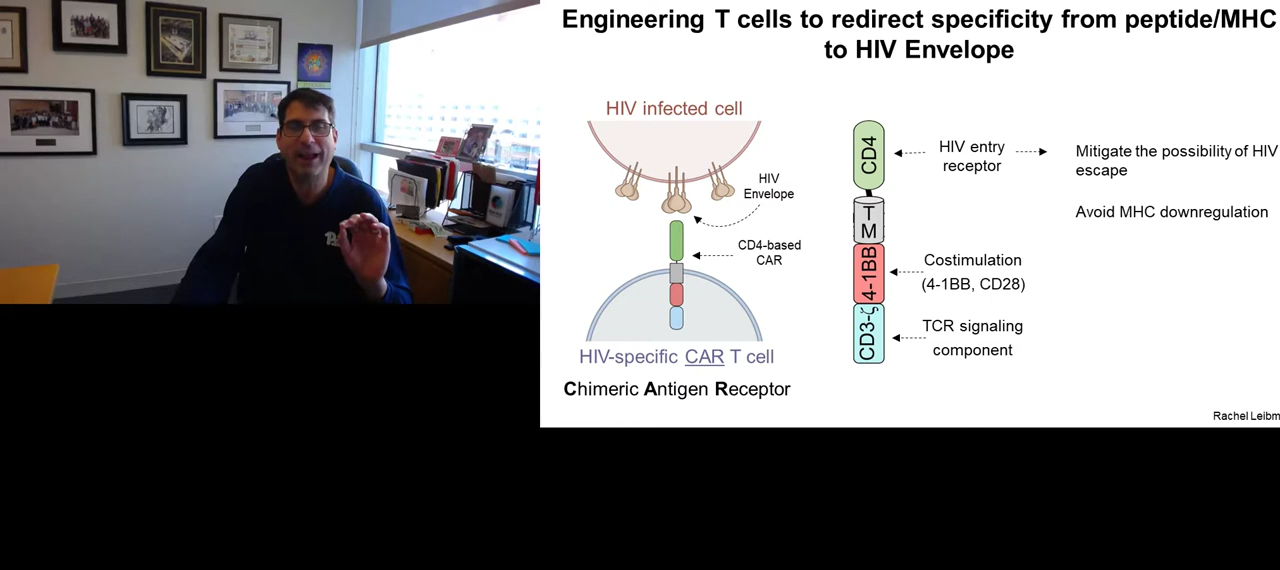 Engineering T cells to redirect specificity from peptide/MHC
to HIV Envelope
HIV infected cell
HIV
Envelope
CD4-based
CAR
HIV-specific CAR T cell
Chimeric Antigen Receptor
CD4
T
M
4-1BB
CD3-ζ
HIV entry
receptor
Costimulation
(4-1BB, CD28)
TCR signaling
component
Mitigate the possibility of HIV
escape
Avoid MHC downregulation
Rachel Leibm